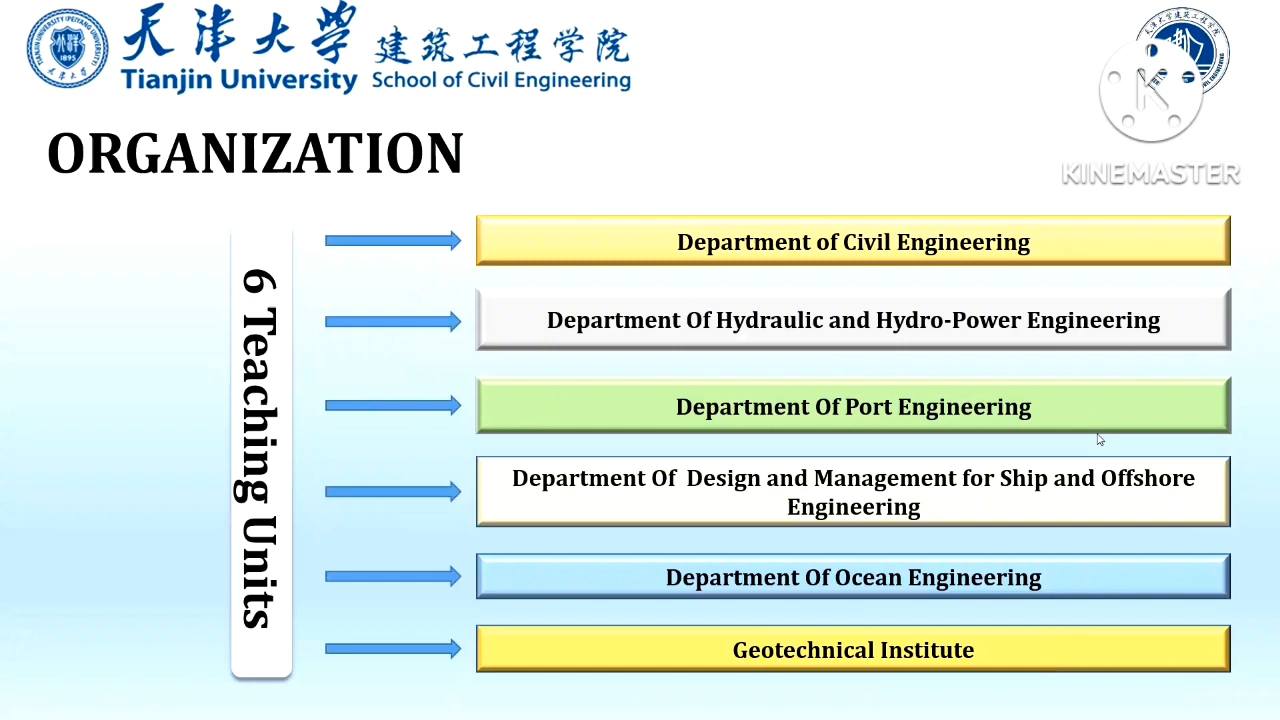 天津大学 建筑工程学院
Tianjin University School of Civil Engineering
KINEMASTER
ORGANIZATION
6 Teaching Units
Department of Civil Engineering
Department Of Hydraulic and Hydro-Power Engineering
Department Of Port Engineering
Department Of Design and Management for Ship and Offshore
Engineering
Department Of Ocean Engineering
Geotechnical Institute